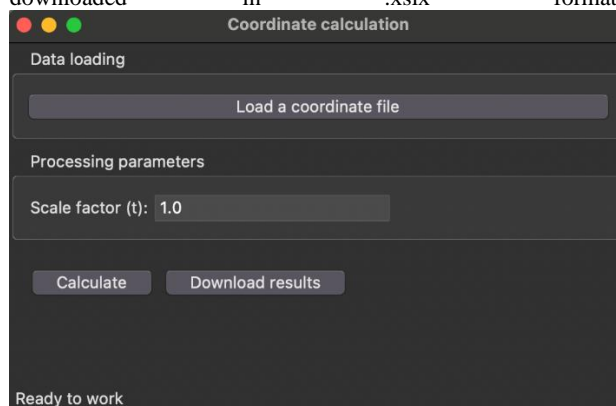 downloaded in .xslx format
Coordinate calculation
Data loading
Load a coordinate file
Processing parameters
Scale factor (t): 1.0
Calculate Download results
Ready to work